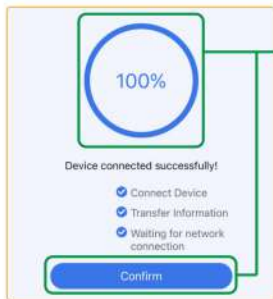 100%
Device connected successfully!
Connect Device
Transfer Information
Waiting for network
connection
Confirm